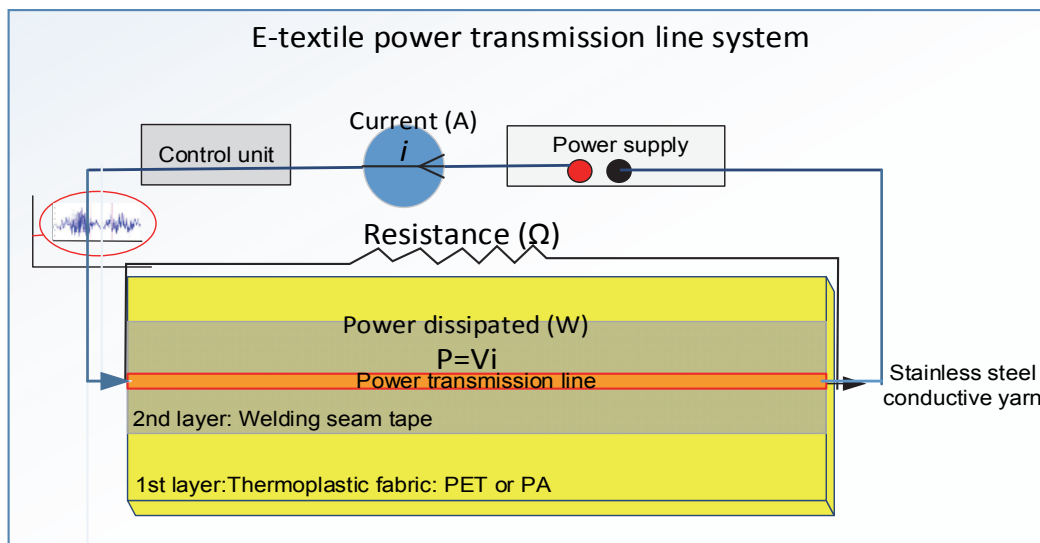 E-textile power transmission line system
Current (A)
i
Control unit
Power supply
Resistance (Ω)
Power dissipated (W)
P=Vi
Power transmission line
Stainless steel
conductive yarn
2nd layer: Welding seam tape
1st layer:Thermoplastic fabric: PET or PA